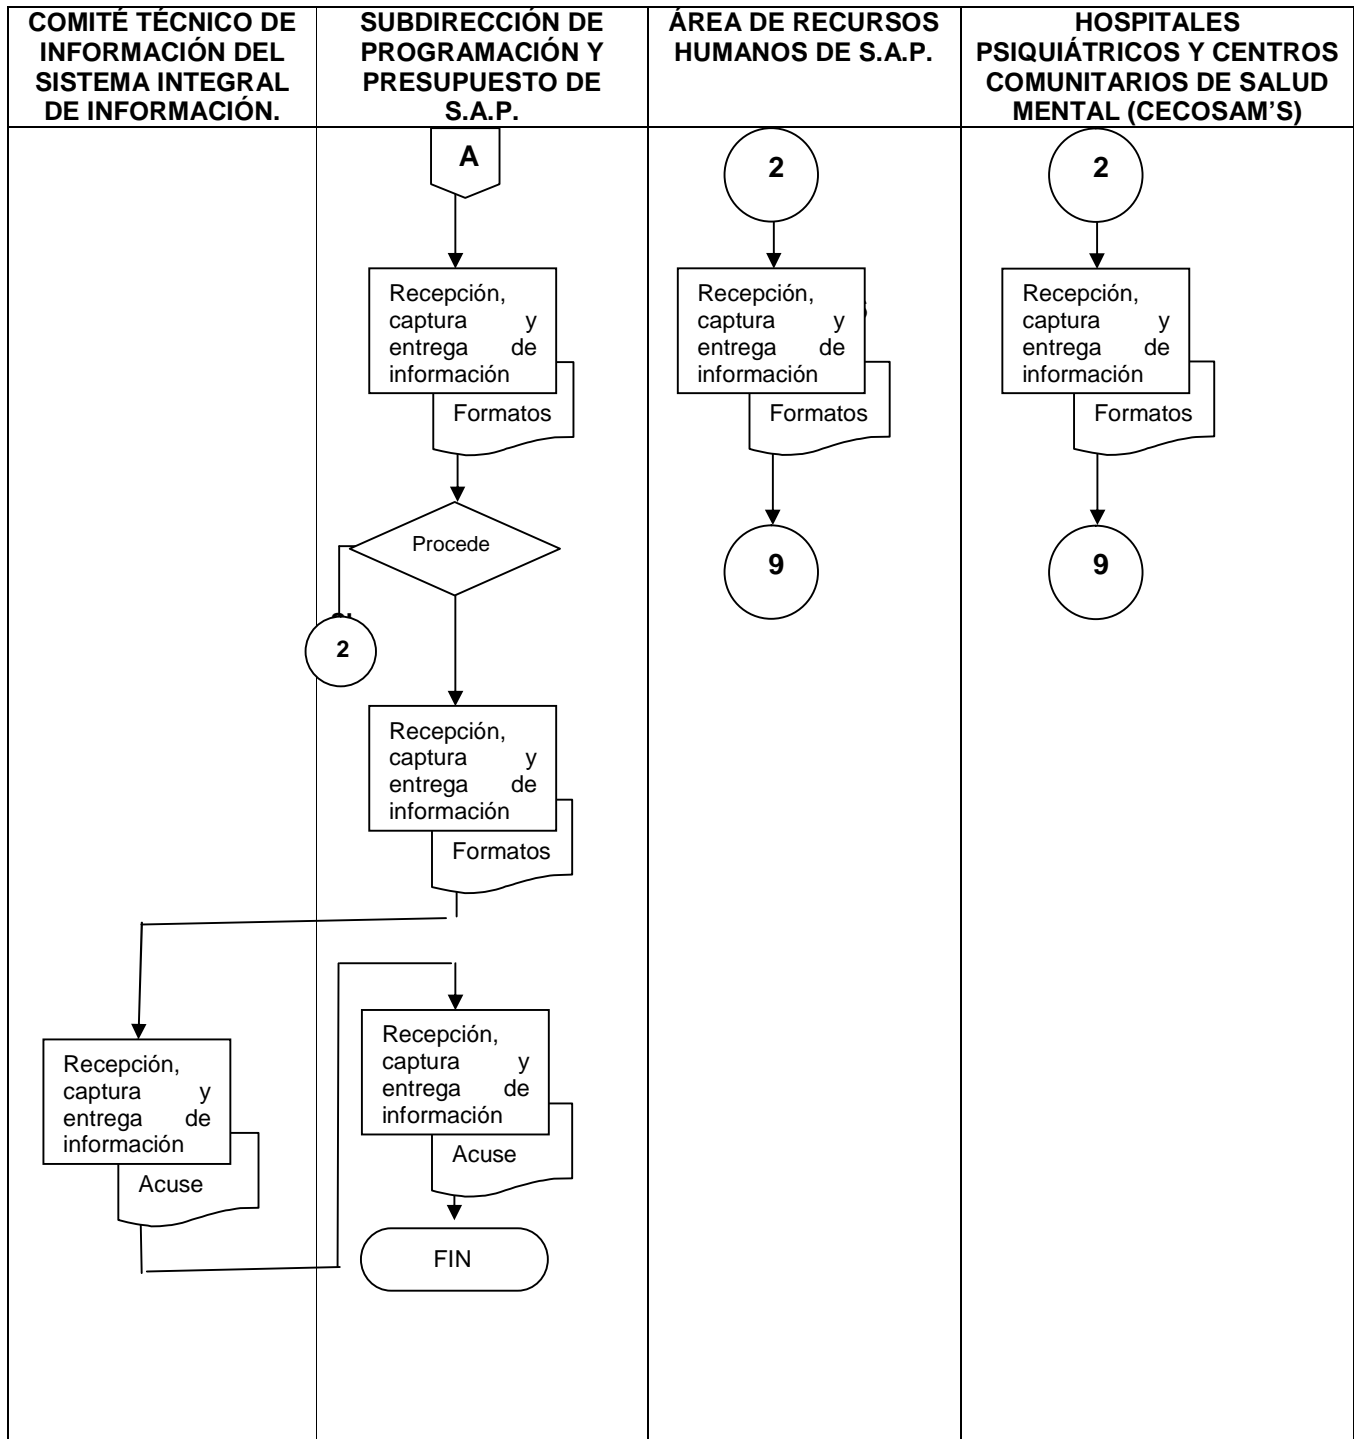 COMITÉ TÉCNICO DE
INFORMACIÓN DEL
SISTEMA INTEGRAL
DE INFORMACIÓN.
SUBDIRECCIÓN DE
PROGRAMACIÓN Y
PRESUPUESTO DE
S.A.P.
ÁREA DE RECURSOS
HUMANOS DE S.A.P.
HOSPITALES
PSIQUIÁTRICOS Y CENTROS
COMUNITARIOS DE SALUD
MENTAL (CECOSAM’S)
A
2
2
Recepción,
captura y
entrega de
información
Formatos
Recepción,
captura y
entrega de
información
Formatos
Recepción,
captura y
entrega de
información
Formatos
Procede
9
9
2
Recepción,
captura y
entrega de
información
Formatos
Recepción,
captura y
entrega de
información
Acuse
Recepción,
captura y
entrega de
información
Acuse
FIN